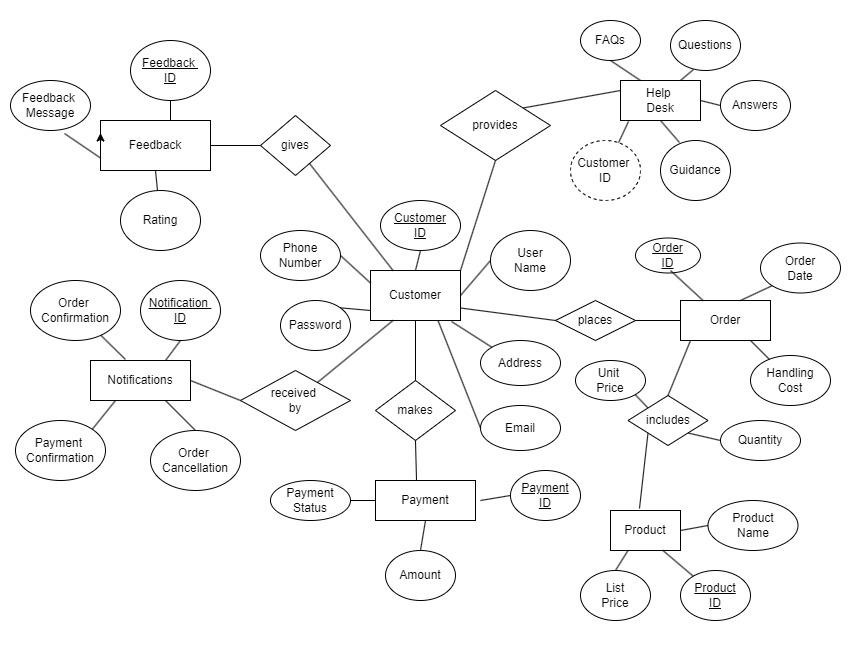 FAQs
Questions
Feedback
ID
Feedback
Message
Help
Desk
Answers
provides
Feedback
gives
Customer
ID
Guidance
Rating
Customer
ID
Phone
Number
User
Name
Order
ID
Order
Date
Order
Confirmation
Notification
ID
Customer
Password
places
Order
Address
Notifications
received
by
Unit
Price
Handling
Cost
makes
includes
Email
Quantity
Payment
Confirmation
Order
Cancellation
Payment
Status
Payment
Payment
ID
Product
Product
Name
Amount
List
Price
Product
ID